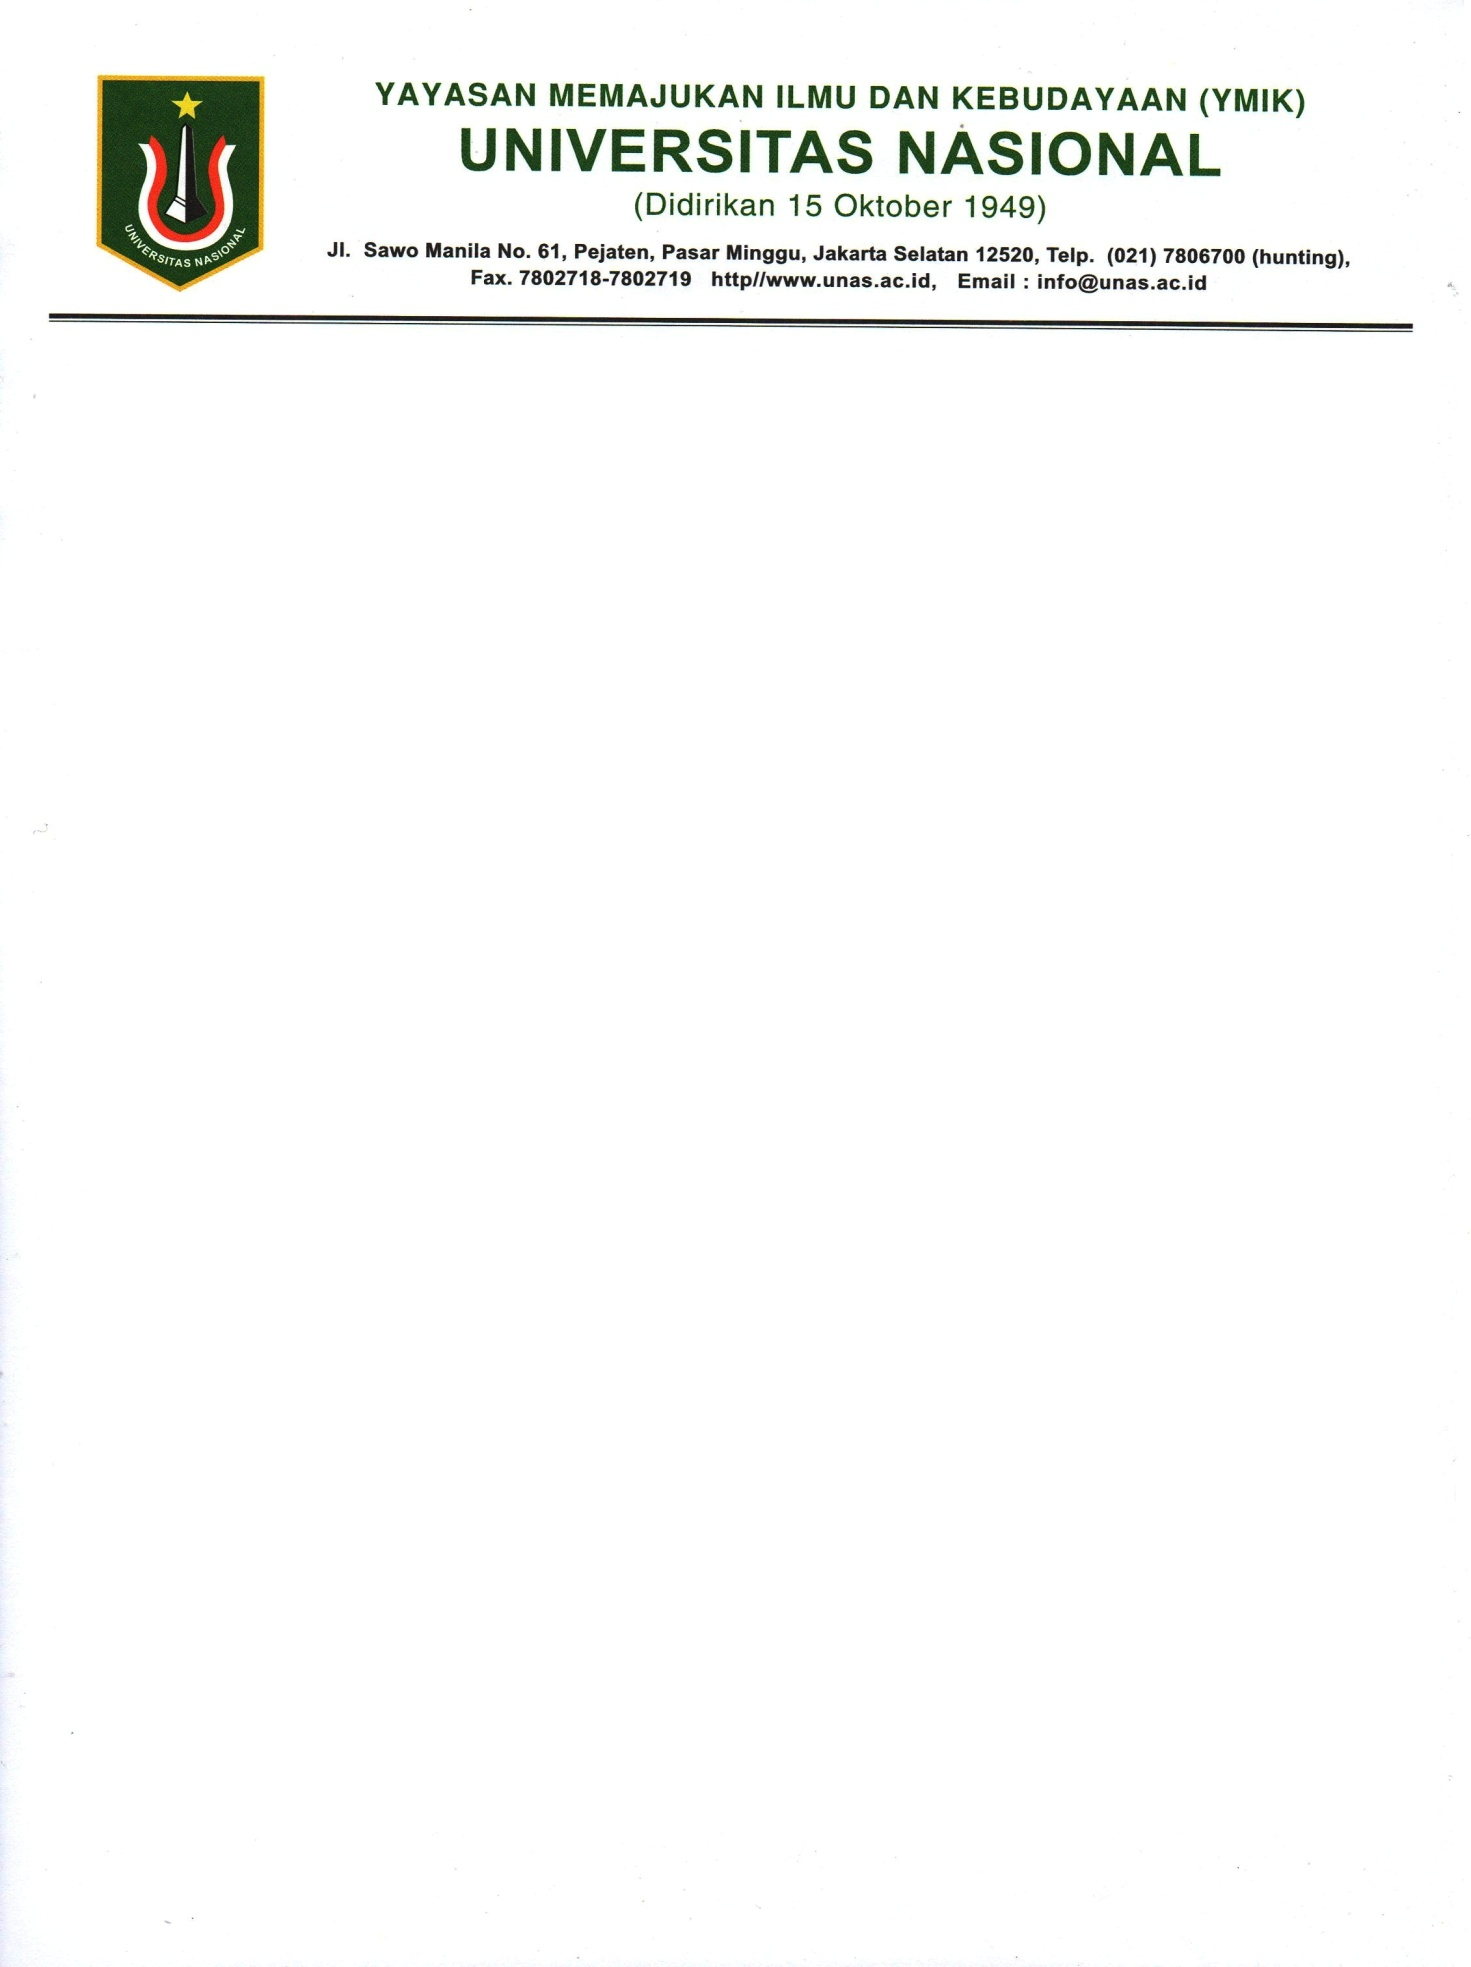 YAYASAN MEMAJUKAN ILMU DAN KEBUDAYAAN (YMIK)
UNIVERSITAS NASIONAL
(Didirikan 15 Oktober 1949)
Jl. Sawo Manila No. 61, Pejaten, Pasar Minggu, Jakarta Selatan 12520, Telp. (021) 7806700 (hunting),
Fax. 7802718-7802719 http//www.unas.ac.id, Email : info@unas.ac.id
UNIVERSITAS NASIONAL